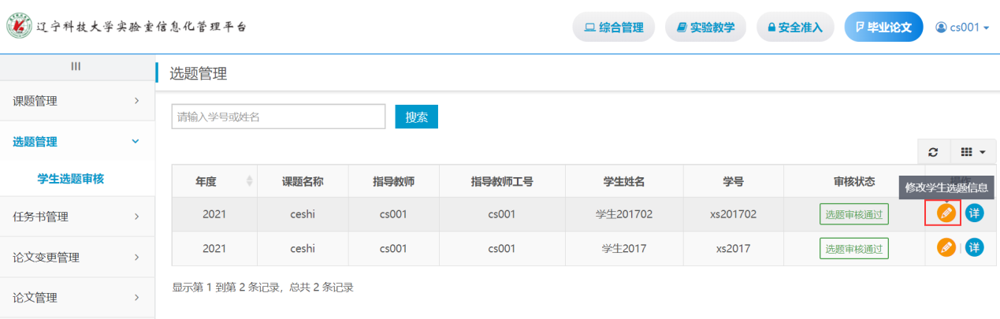 辽宁科技大学实验室信息化管理平台
综合管理 实验教学 安全准入 毕业论文 cs001
选题管理
课题管理
选题管理
学生选题审核
任务书管理
论文变更管理
论文管理
请输入学号或姓名 搜索
修改学生选题信息
年度 课题名称 指导教师 指导教师工号 学生姓名 学号 审核状态
2021 ceshi cs001 cs001 学生201702 xs201702 选题审核通过 详
2021 ceshi cs001 cs001 学生2017 xs2017 选题审核通过 详
显示第 1 到第 2 条记录，总共 2 条记录